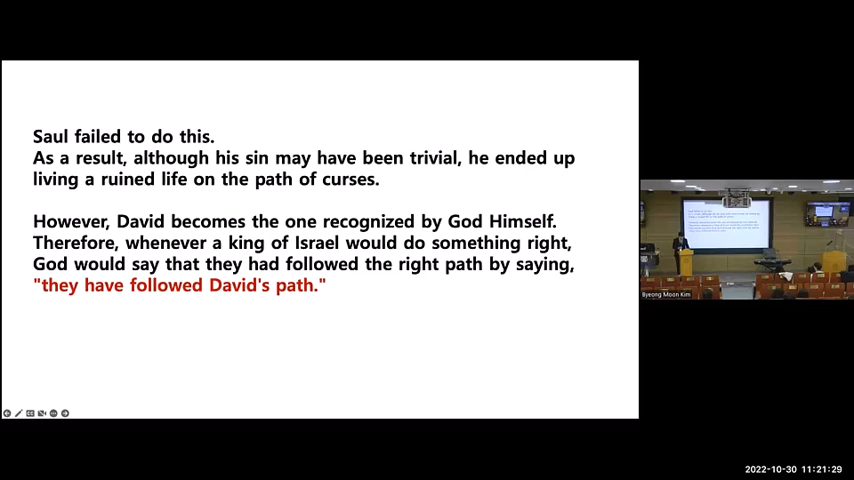 Saul failed to do this.
As a result, although his sin may have been trivial, he ended up
living a ruined life on the path of curses.
However, David becomes the one recognized by God Himself.
Therefore, whenever a king of Israel would do something right,
God would say that they had followed the right path by saying,
"they have followed David's path."
Byeong Moon Kim
2022-10-30 11:21:29